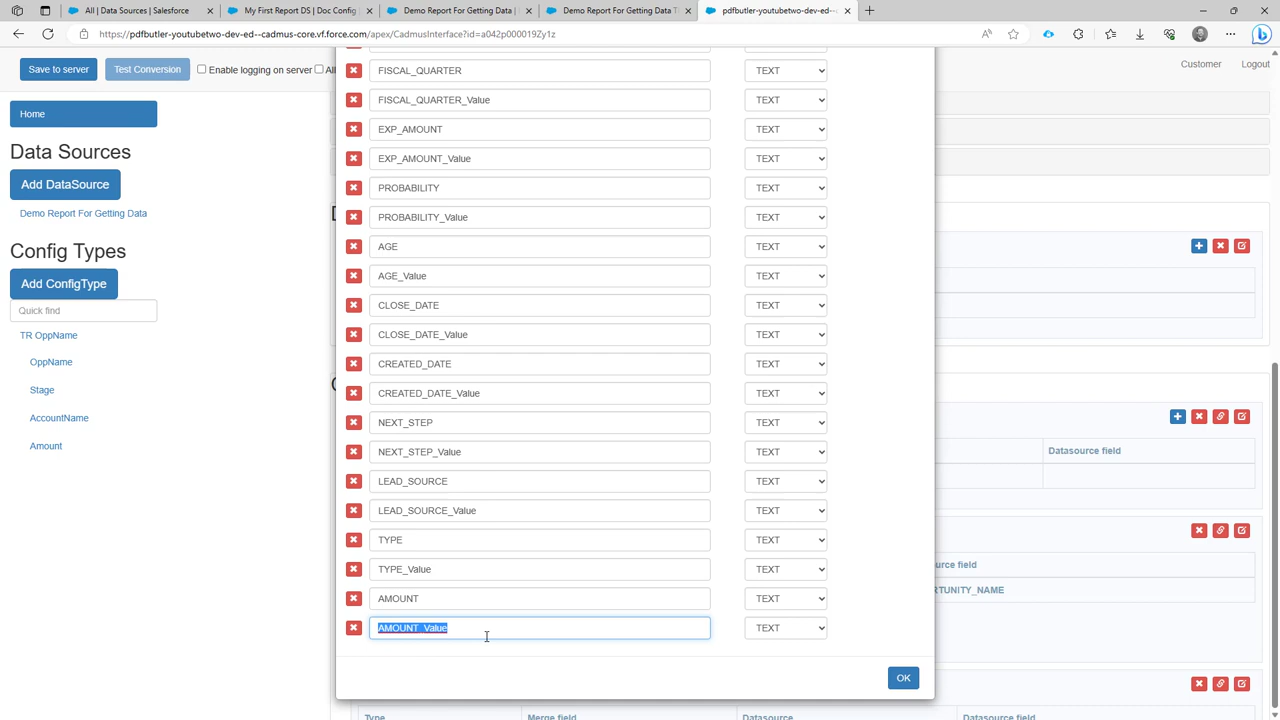 All | Data Sources | Salesforce
My First Report DS | Doc Config
Demo Report For Getting Data |
Demo Report For Getting Data T
pdfbutler-youtubetwo-dev-ed--c
https://pdfbutler-youtubetwo-dev-ed--cadmus-core.vf.force.com/apex/CadmusInterface?id=a042p000019Zy1z
Save to server
Test Conversion
Enable logging on server
All
Customer
Logout
Home
Data Sources
Add DataSource
Demo Report For Getting Data
Config Types
Add ConfigType
Quick find
TR OppName
OppName
Stage
AccountName
Amount
FISCAL_QUARTER TEXT
FISCAL_QUARTER_Value TEXT
EXP_AMOUNT TEXT
EXP_AMOUNT_Value TEXT
PROBABILITY TEXT
PROBABILITY_Value TEXT
AGE TEXT
AGE_Value TEXT
CLOSE_DATE TEXT
CLOSE_DATE_Value TEXT
CREATED_DATE TEXT
CREATED_DATE_Value TEXT
NEXT_STEP TEXT
NEXT_STEP_Value TEXT
LEAD_SOURCE TEXT
LEAD_SOURCE_Value TEXT
TYPE TEXT
TYPE_Value TEXT
AMOUNT TEXT
AMOUNT_Value TEXT
OK
Datasource field
urce field
RTUNITY_NAME
Type Merge field Datasource Datasource field